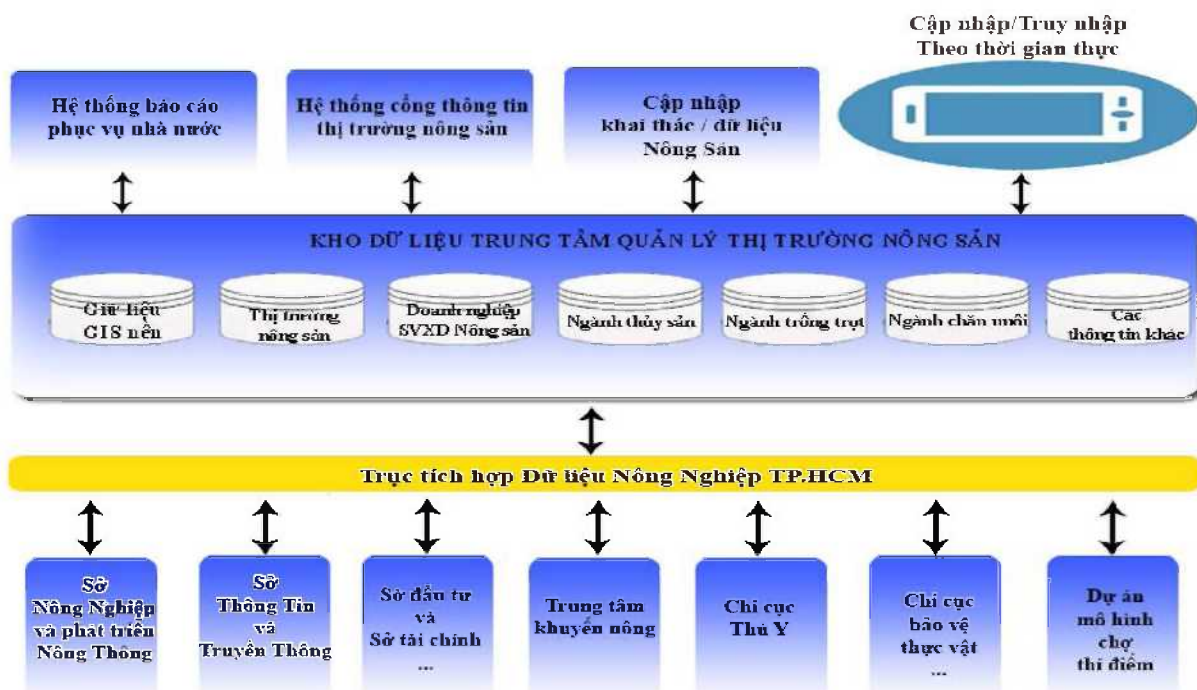 Cập nhập/Truy nhập
Theo thời gian thực
Hệ thống báo cáo
phục vụ nhà nước
Hệ thống cổng thông tin
thị trường nông sản
Cập nhập
khai thác / dữ liệu
Nông Sản
KHO DỮ LIỆU TRUNG TÂM QUẢN LÝ THỊ TRƯỜNG NÔNG SẢN
Giữ liệu
GIS nền
Thị trường
nông sản
Doanh nghiệp
SVXD Nông sản
Ngành thủy sản
Ngành trồng trọt
Ngành chăn nuôi
Các
thông tin khác
Trục tích hợp Dữ liệu Nông Nghiệp TP.HCM
Sở
Nông Nghiệp
và phát triển
Nông Thông
Sở
Thông Tin
và
Truyền Thông
Sở đầu tư
và
Sở tài chính
...
Trung tâm
khuyến nông
Chi cục
Thú Y
Chi cục
bảo vệ
thực vật
...
Dự án
mô hình
chợ
thí điểm